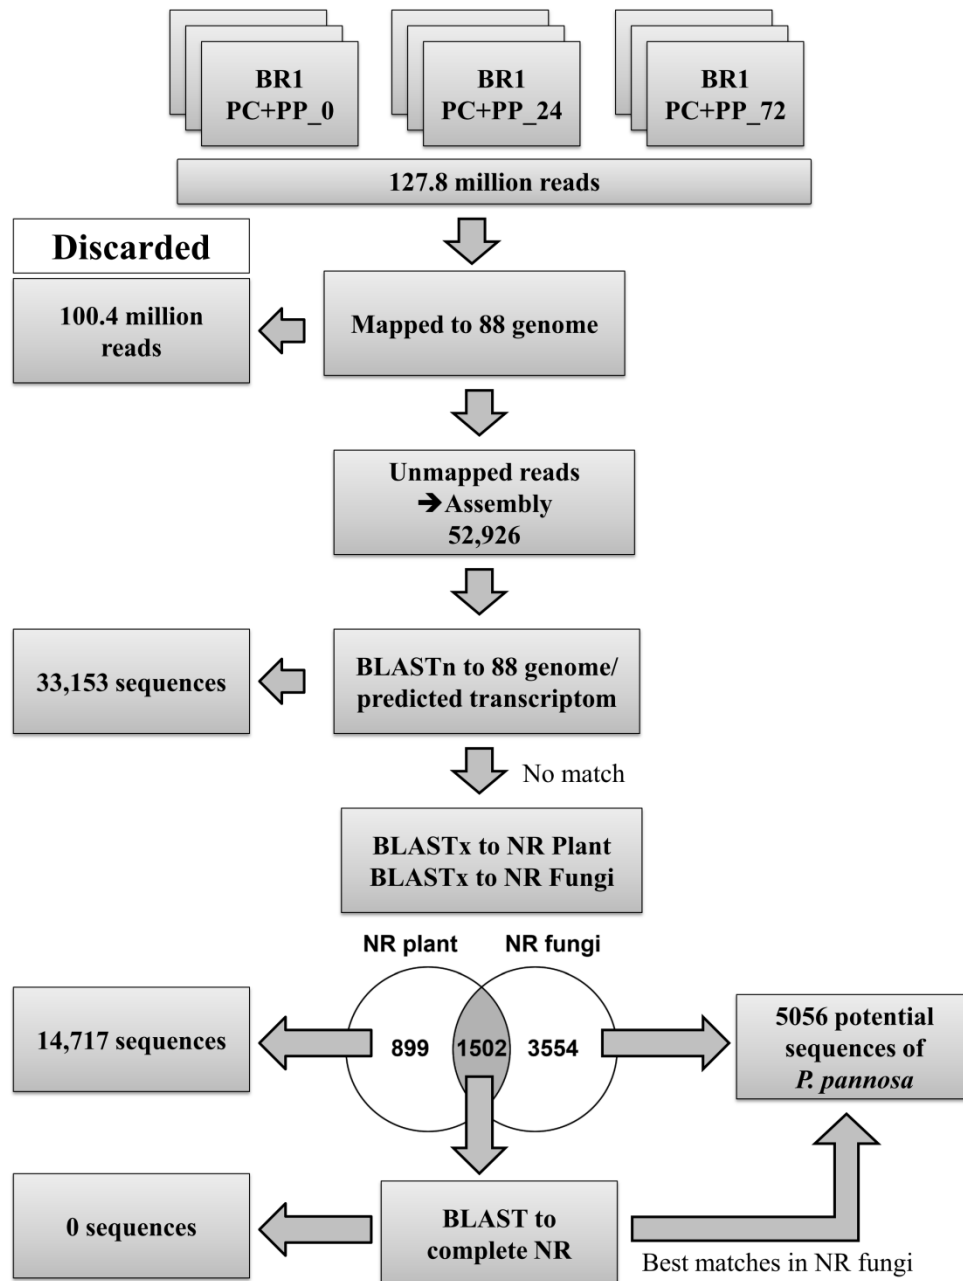 BR1
PC+PP_0
BR1
PC+PP_24
BR1
PC+PP_72
127.8 million reads
Discarded
100.4 million
reads
Mapped to 88 genome
Unmapped reads
➔Assembly
52,926
33,153 sequences
BLASTn to 88 genome/
predicted transcriptom
No match
BLASTx to NR Plant
BLASTx to NR Fungi
NR plant
NR fungi
14,717 sequences
899
1502
3554
5056 potential
sequences of
P. pannosa
0 sequences
BLAST to
complete NR
Best matches in NR fungi